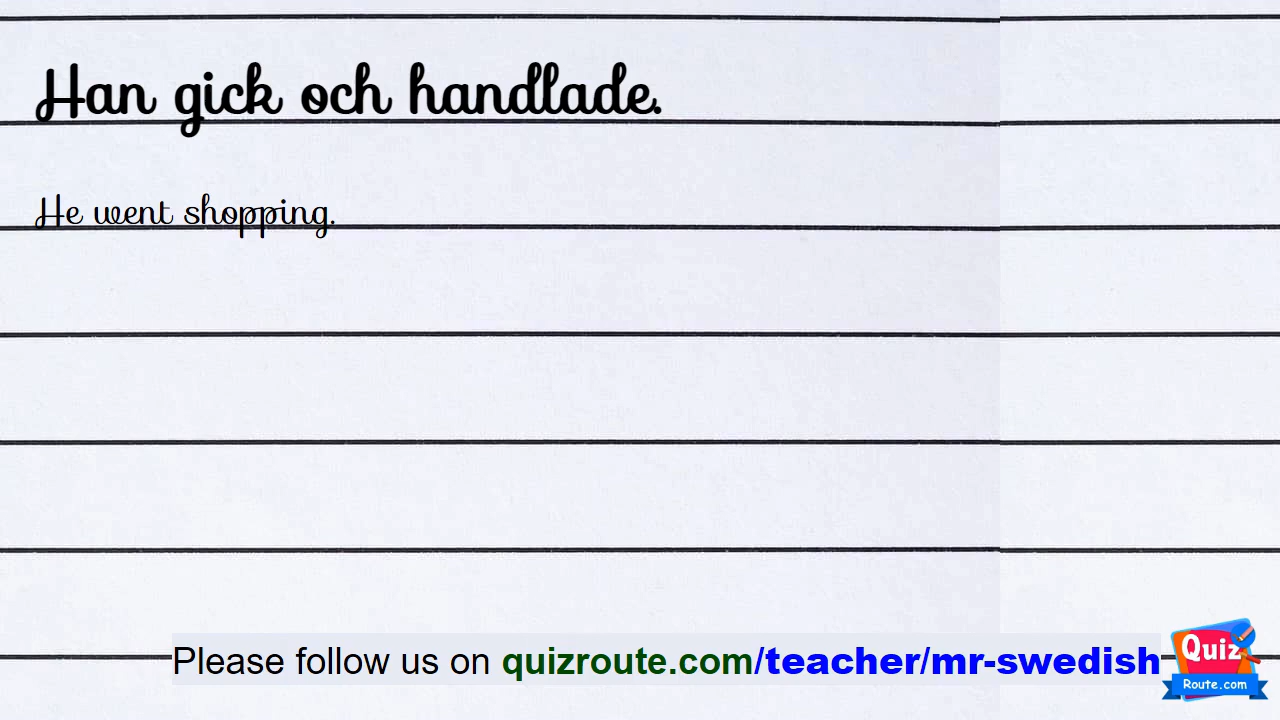 Han gick och handlade.
He went shopping.
Please follow us on quizroute.com/teacher/mr-swedish
Quiz
Route.com